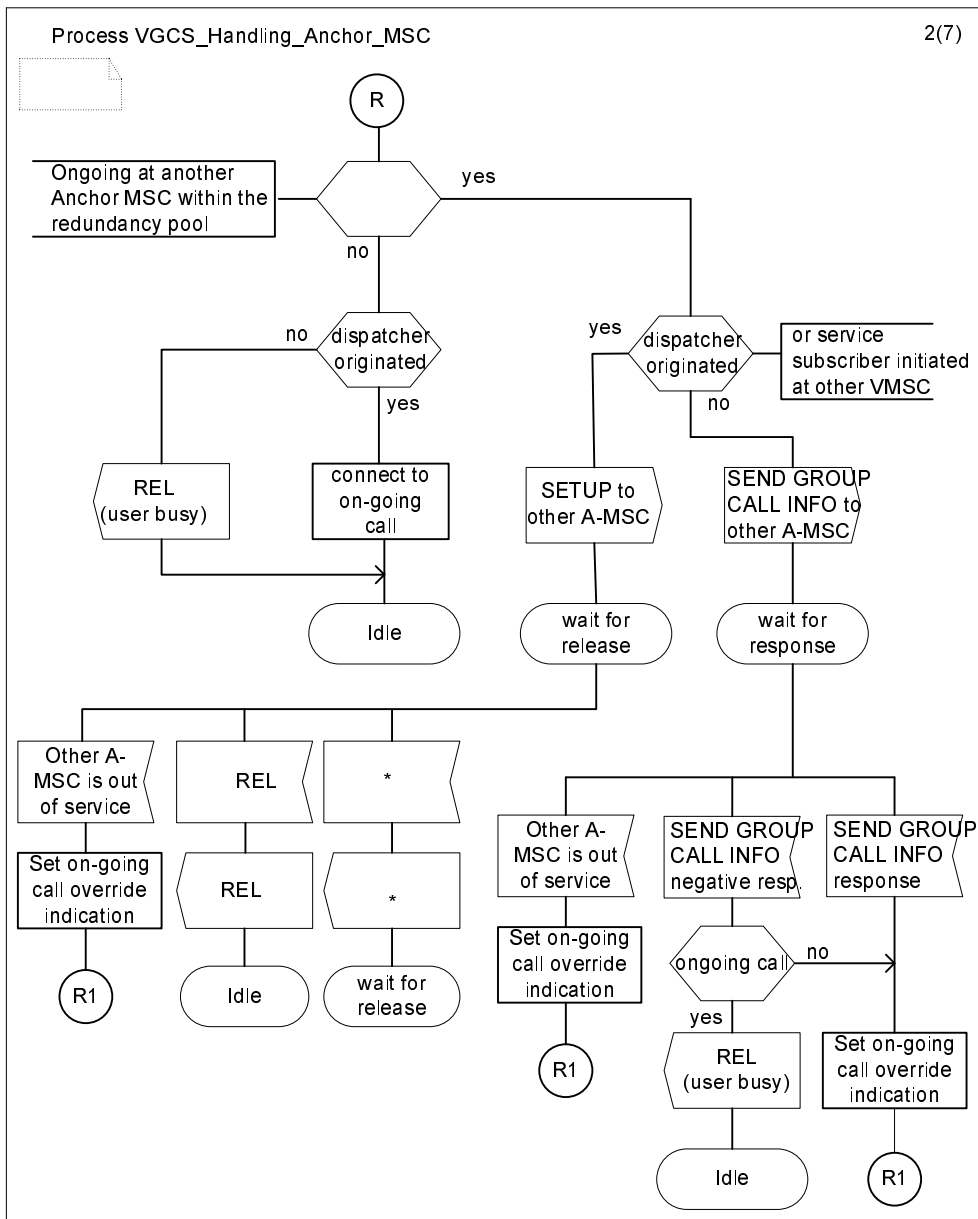 Process VGCS_Handling_Anchor_MSC
2(7)
R
Ongoing at another
Anchor MSC within the
redundancy pool
yes
no
no
dispatcher
originated
yes
yes
dispatcher
originated
no
or service
subscriber initiated
at other VMSC
REL
(user busy)
connect to
on-going
call
SETUP to
other A-MSC
SEND GROUP
CALL INFO to
other A-MSC
Idle
wait for
release
wait for
response
Other A-
MSC is out
of service
REL
*
Set on-going
call override
indication
REL
*
R1
Idle
wait for
release
Other A-
MSC is out
of service
SEND GROUP
CALL INFO
negative resp.
SEND GROUP
CALL INFO
response
Set on-going
call override
indication
ongoing call
no
yes
R1
REL
(user busy)
Set on-going
call override
indication
Idle
R1